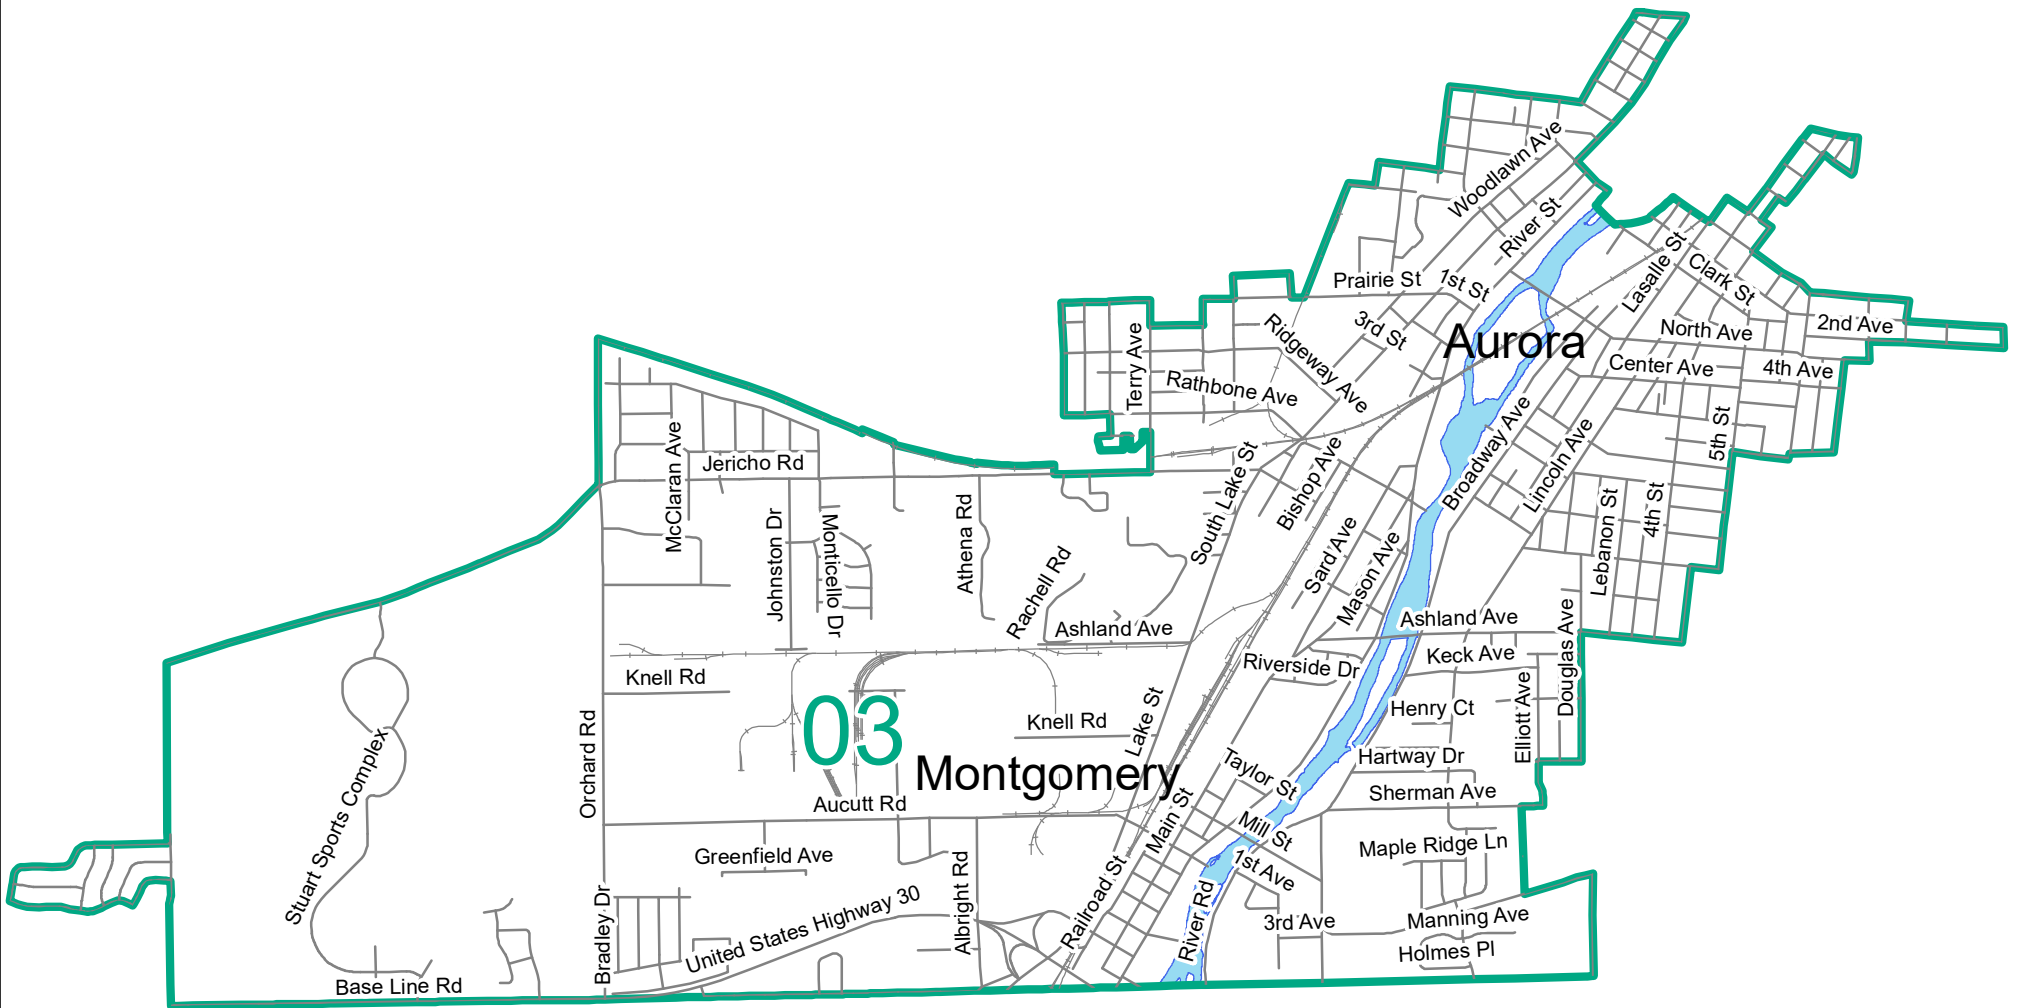 Woodlawn Ave
River St
Prairie St
1st St
Lasalle St
Clark St
3rd St
Aurora
North Ave
2nd Ave
Terry Ave
Ridgeway Ave
Rathbone Ave
Center Ave
4th Ave
5th St
McClaran Ave
Jericho Rd
South Lake St
Bishop Ave
Broadway Ave
Lincoln Ave
Johnston Dr
Monticello Dr
Athena Rd
Rachell Rd
Sard Ave
Mason Ave
Lebanon St
4th St
Ashland Ave
Ashland Ave
Douglas Ave
Knell Rd
Riverside Dr
Keck Ave
Orchard Rd
03
Knell Rd
Lake St
Henry Ct
Elliott Ave
Stuart Sports Complex
Montgomery
Taylor St
Hartway Dr
Aucutt Rd
Main St
Sherman Ave
Mill St
Greenfield Ave
Maple Ridge Ln
1st Ave
Bradley Dr
United States Highway 30
Albright Rd
Railroad St
River Rd
3rd Ave
Manning Ave
Holmes Pl
Base Line Rd